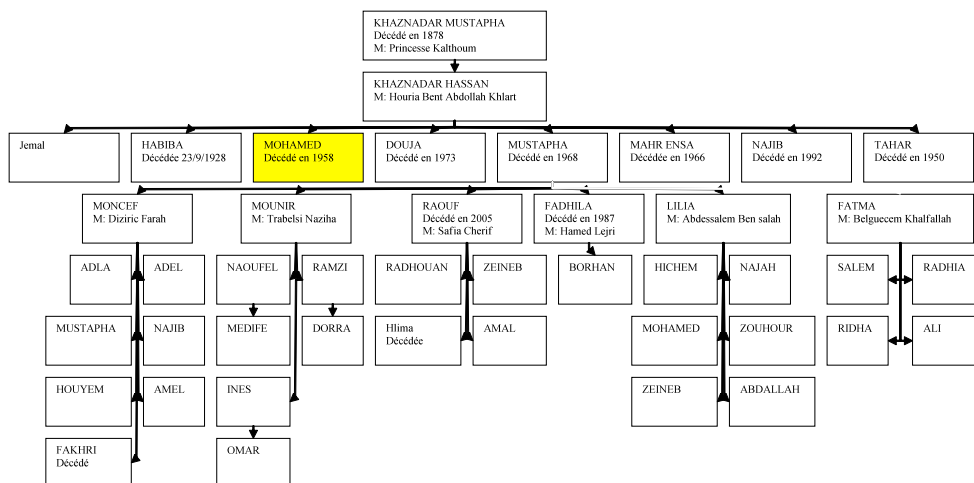 KHAZNADAR MUSTAPHA
Décédé en 1878
M: Princesse Kalthoum
KHAZNADAR HASSAN
M: Houria Bent Abdollah Khlart
Jemal
HABIBA
Décédée 23/9/1928
MOHAMED
Décédé en 1958
DOUJA
Décédé en 1973
MUSTAPHA
Décédé en 1968
MAHR ENSA
Décédé en 1966
NAJIB
Décédé en 1992
TAHAR
Décédé en 1950
MONCEF
M: Diziric Farah
MOUNIR
M: Trabelsi Naziha
RAOUF
Décédé en 2005
M: Safia Cherif
FADHILA
Décédé en 1987
M: Hamed Lejri
LILIA
M: Abdessalem Ben salah
FATMA
M: Belguecem Khalfallah
ADLA
ADEL
NAOUFEL
RAMZI
RADHOUAN
ZEINEB
BORHAN
HICHEM
NAJAH
SALEM
RADHIA
MUSTAPHA
NAJIB
MEDIFE
DORRA
Hlima
Décédée
AMAL
MOHAMED
ZOUHOUR
RIDHA
ALI
HOUYEM
AMEL
INES
ZEINEB
ABDALLAH
FAKHRI
Décédé
OMAR